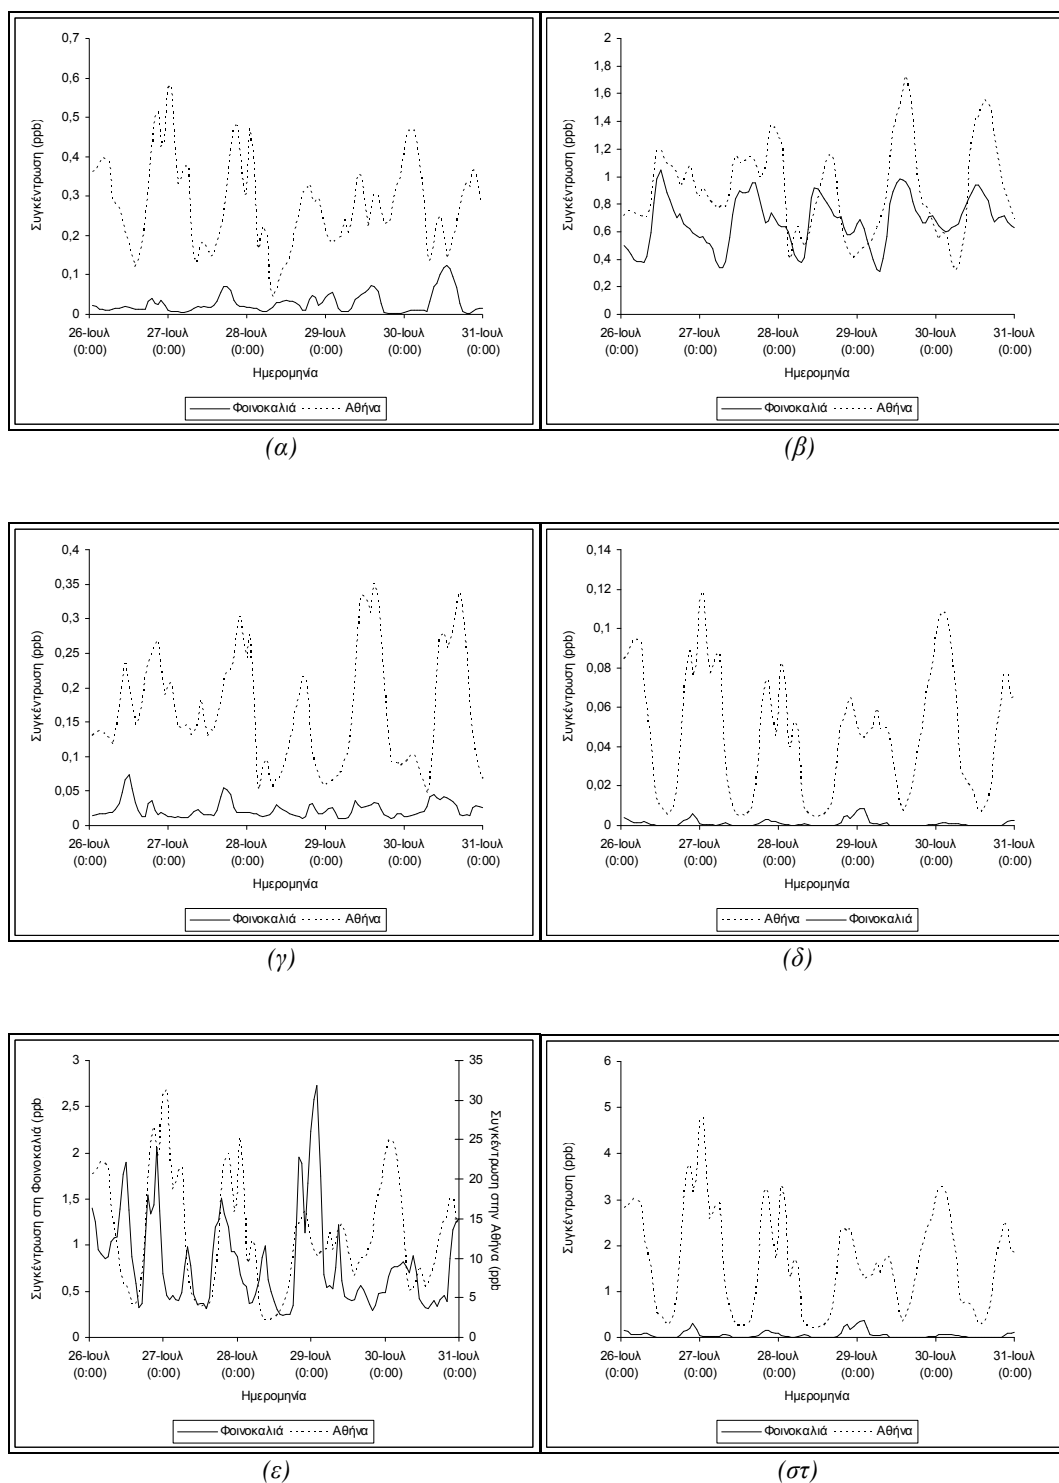 0,7
0,6
0,5
0,4
0,3
0,2
0,1
0
Συγκέντρωση (ppb)
26-Ιουλ 27-Ιουλ 28-Ιουλ 29-Ιουλ 30-Ιουλ 31-Ιουλ
(0:00) (0:00) (0:00) (0:00) (0:00) (0:00)
Ημερομηνία
Φοινοκαλιά Αθήνα
(α)
2
1,8
1,6
1,4
1,2
1
0,8
0,6
0,4
0,2
0
Συγκέντρωση (ppb)
26-Ιουλ 27-Ιουλ 28-Ιουλ 29-Ιουλ 30-Ιουλ 31-Ιουλ
(0:00) (0:00) (0:00) (0:00) (0:00) (0:00)
Ημερομηνία
Φοινοκαλιά Αθήνα
(β)
0,4
0,35
0,3
0,25
0,2
0,15
0,1
0,05
0
Συγκέντρωση (ppb)
26-Ιουλ 27-Ιουλ 28-Ιουλ 29-Ιουλ 30-Ιουλ 31-Ιουλ
(0:00) (0:00) (0:00) (0:00) (0:00) (0:00)
Ημερομηνία
Φοινοκαλιά Αθήνα
(γ)
0,14
0,12
0,1
0,08
0,06
0,04
0,02
0
Συγκέντρωση (ppb)
26-Ιουλ 27-Ιουλ 28-Ιουλ 29-Ιουλ 30-Ιουλ 31-Ιουλ
(0:00) (0:00) (0:00) (0:00) (0:00) (0:00)
Ημερομηνία
Αθήνα Φοινοκαλιά
(δ)
3
2,5
2
1,5
1
0,5
0
Συγκέντρωση στη Φοινοκαλιά (ppb
35
30
25
20
15
10
5
0
Συγκέντρωση στην Αθήνα (ppb
26-Ιουλ 27-Ιουλ 28-Ιουλ 29-Ιουλ 30-Ιουλ 31-Ιουλ
(0:00) (0:00) (0:00) (0:00) (0:00) (0:00)
Ημερομηνία
Φοινοκαλιά Αθήνα
(ε)
6
5
4
3
2
1
0
Συγκέντρωση (ppb)
26-Ιουλ 27-Ιουλ 28-Ιουλ 29-Ιουλ 30-Ιουλ 31-Ιουλ
(0:00) (0:00) (0:00) (0:00) (0:00) (0:00)
Ημερομηνία
Φοινοκαλιά Αθήνα
(στ)